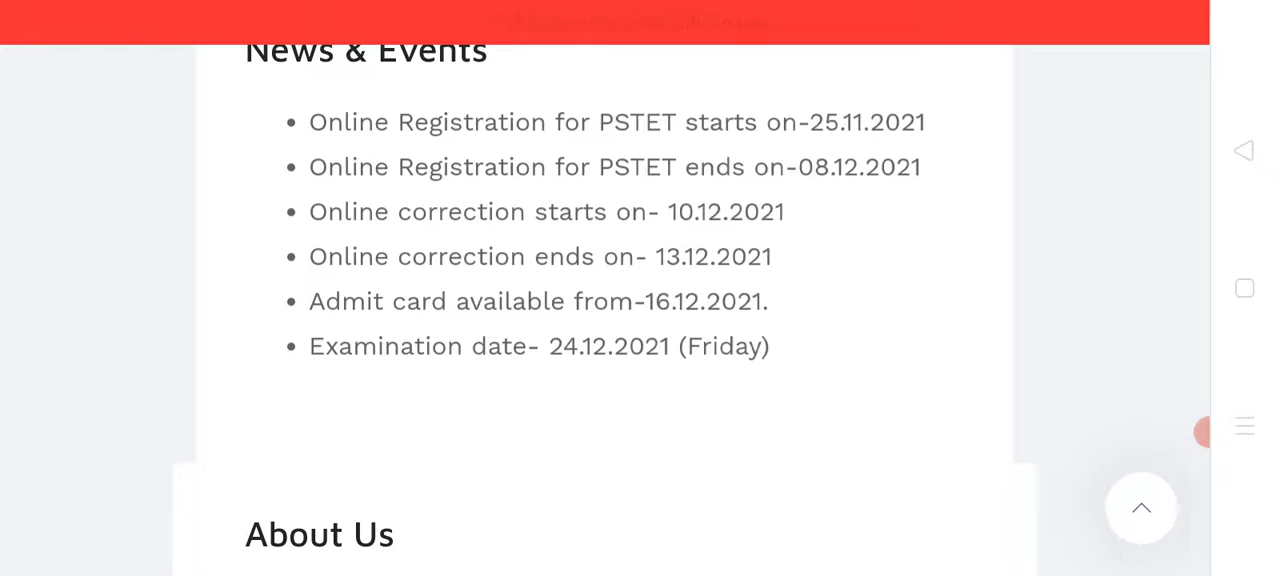 News & Events
Online Registration for PSTET starts on-25.11.2021
Online Registration for PSTET ends on-08.12.2021
Online correction starts on- 10.12.2021
Online correction ends on- 13.12.2021
Admit card available from-16.12.2021.
Examination date- 24.12.2021 (Friday)
About Us